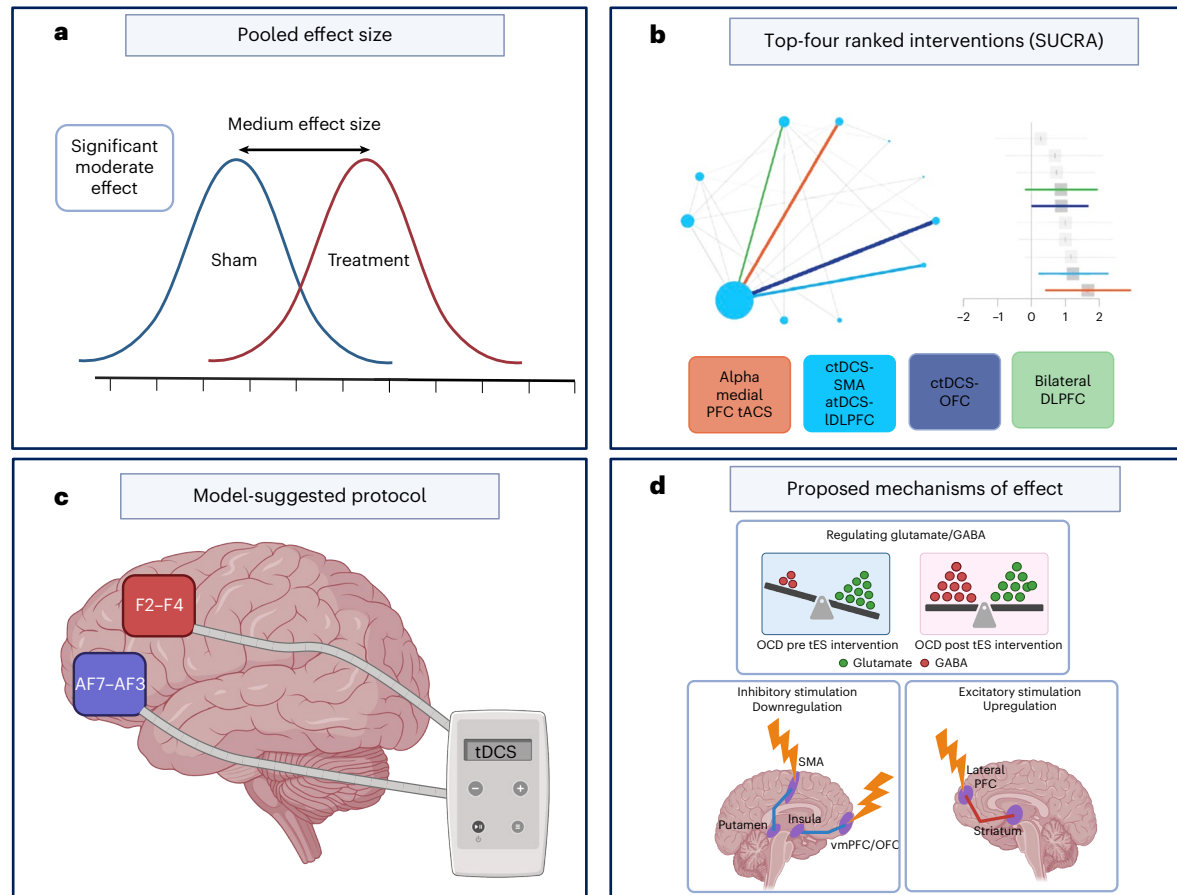 a
Pooled effect size
Medium effect size
Significant
moderate
effect
Sham
Treatment
b
Top-four ranked interventions (SUCRA)
−2 −1 0 1 2
Alpha
medial
PFC tACS
ctDCS-
SMA
atDCS-
lDLPFC
ctDCS-
OFC
Bilateral
DLPFC
c
Model-suggested protocol
F2–F4
AF7–AF3
tDCS
d
Proposed mechanisms of effect
Regulating glutamate/GABA
OCD pre tES intervention
OCD post tES intervention
Glutamate
GABA
Inhibitory stimulation
Downregulation
SMA
Putamen
Insula
vmPFC/OFC
Excitatory stimulation
Upregulation
Lateral
PFC
Striatum